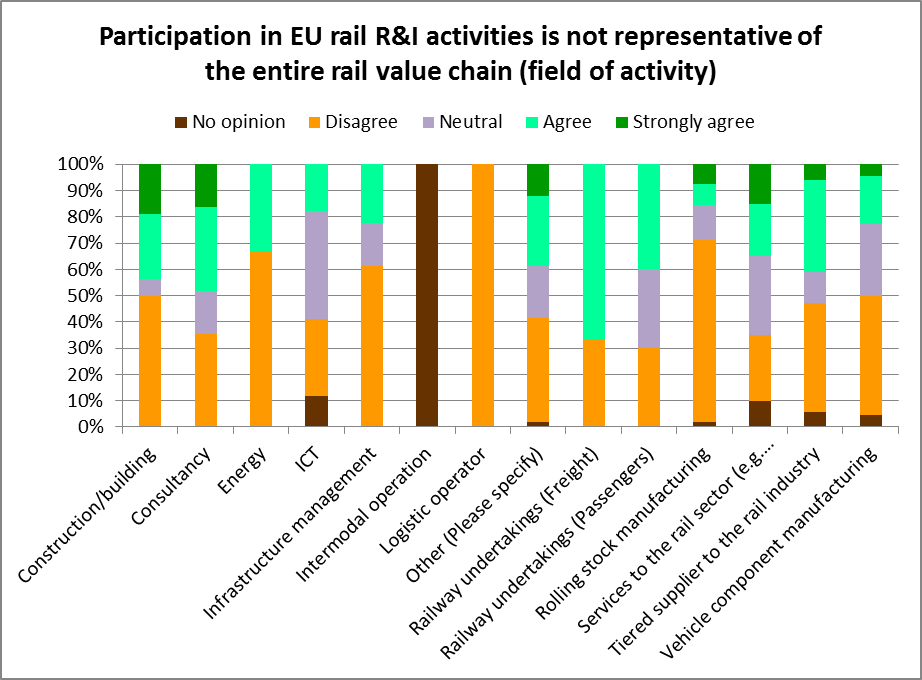 Participation in EU rail R&I activities is not representative of
the entire rail value chain (field of activity)
No opinion Disagree Neutral Agree Strongly agree
100%
90%
80%
70%
60%
50%
40%
30%
20%
10%
0%
Construction/building
Consultancy
Energy
ICT
Infrastructure management
Intermodal operation
Logistic operator
Other (Please specify)
Railway undertakings (Freight)
Railway undertakings (Passengers)
Rolling stock manufacturing
Services to the rail sector (e.g....
Tiered supplier to the rail industry
Vehicle component manufacturing